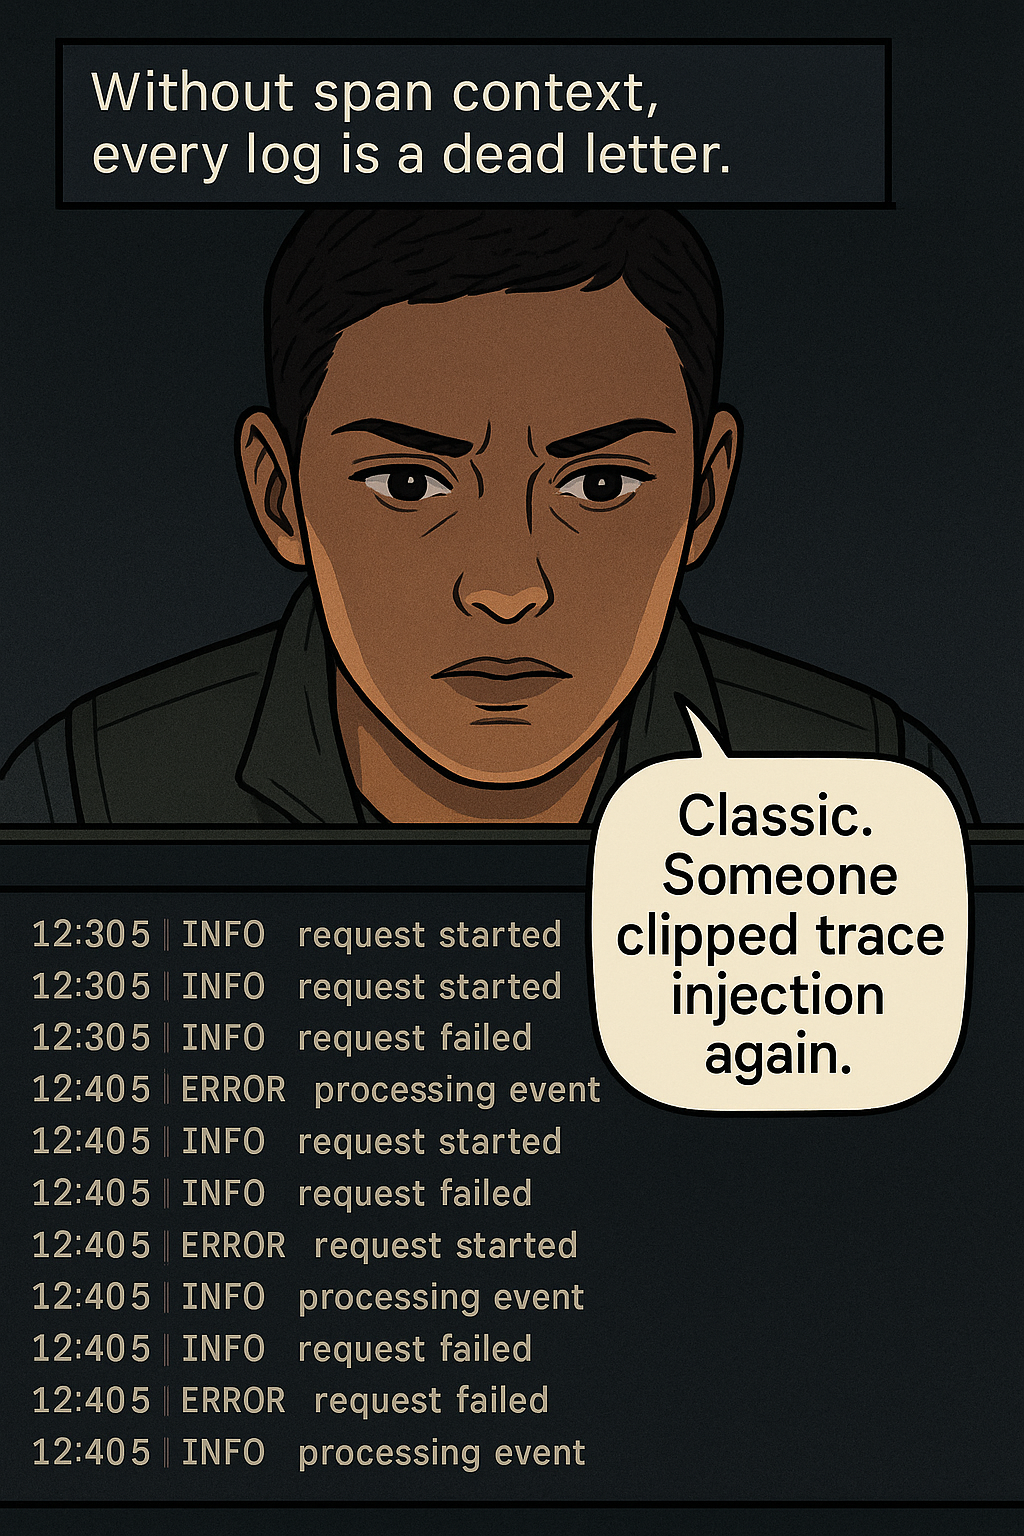 Without span context,
every log is a dead letter.
Classic.
Someone
clipped trace
injection
again.
12:305 | INFO request started
12:305 | INFO request started
12:305 | INFO request failed
12:405 | ERROR processing event
12:405 | INFO request started
12:405 | INFO request failed
12:405 | ERROR request started
12:405 | INFO processing event
12:405 | INFO request failed
12:405 | ERROR request failed
12:405 | INFO processing event